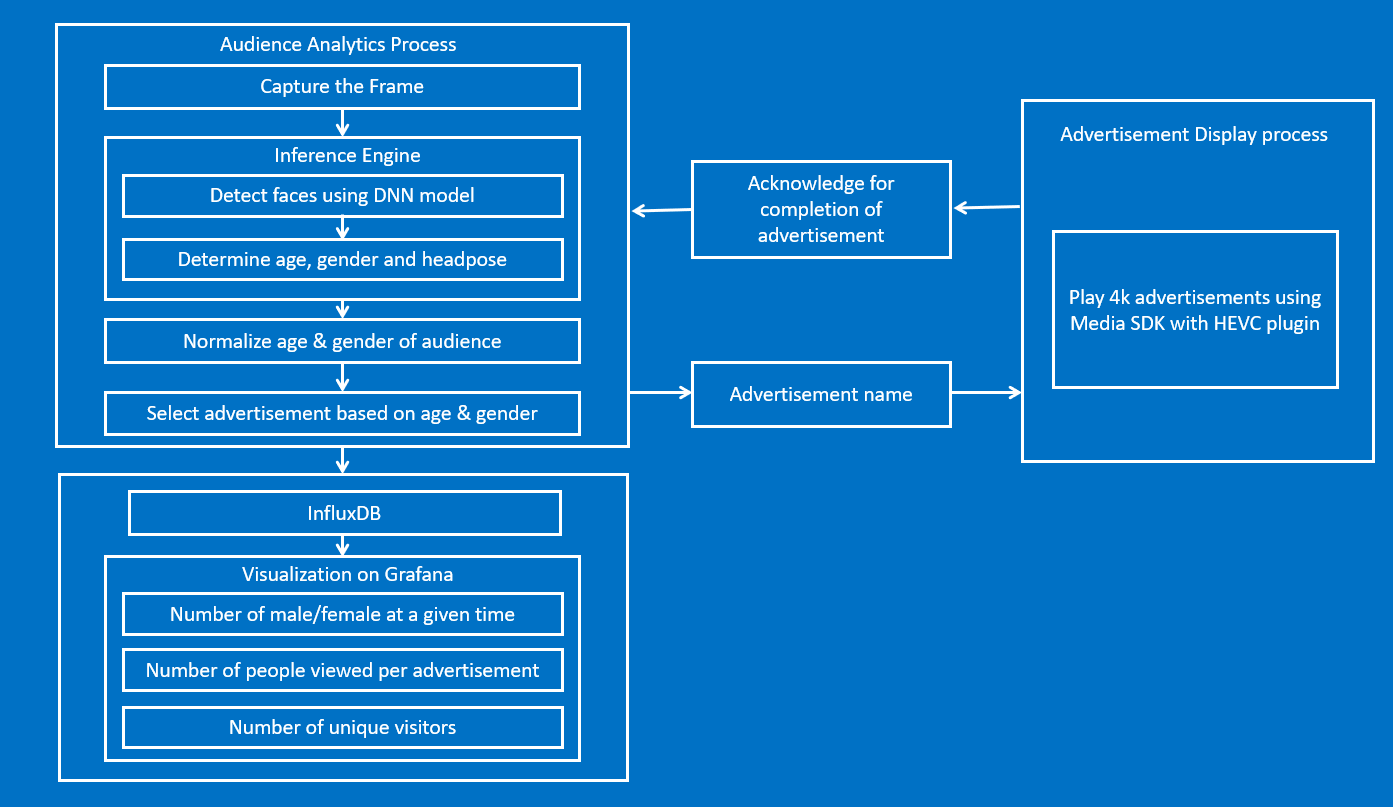 Audience Analytics Process
Capture the Frame
Inference Engine
Detect faces using DNN model
Determine age, gender and headpose
Normalize age & gender of audience
Select advertisement based on age & gender
Acknowledge for
completion of
advertisement
Advertisement name
Advertisement Display process
Play 4k advertisements using
Media SDK with HEVC plugin
InfluxDB
Visualization on Grafana
Number of male/female at a given time
Number of people viewed per advertisement
Number of unique visitors